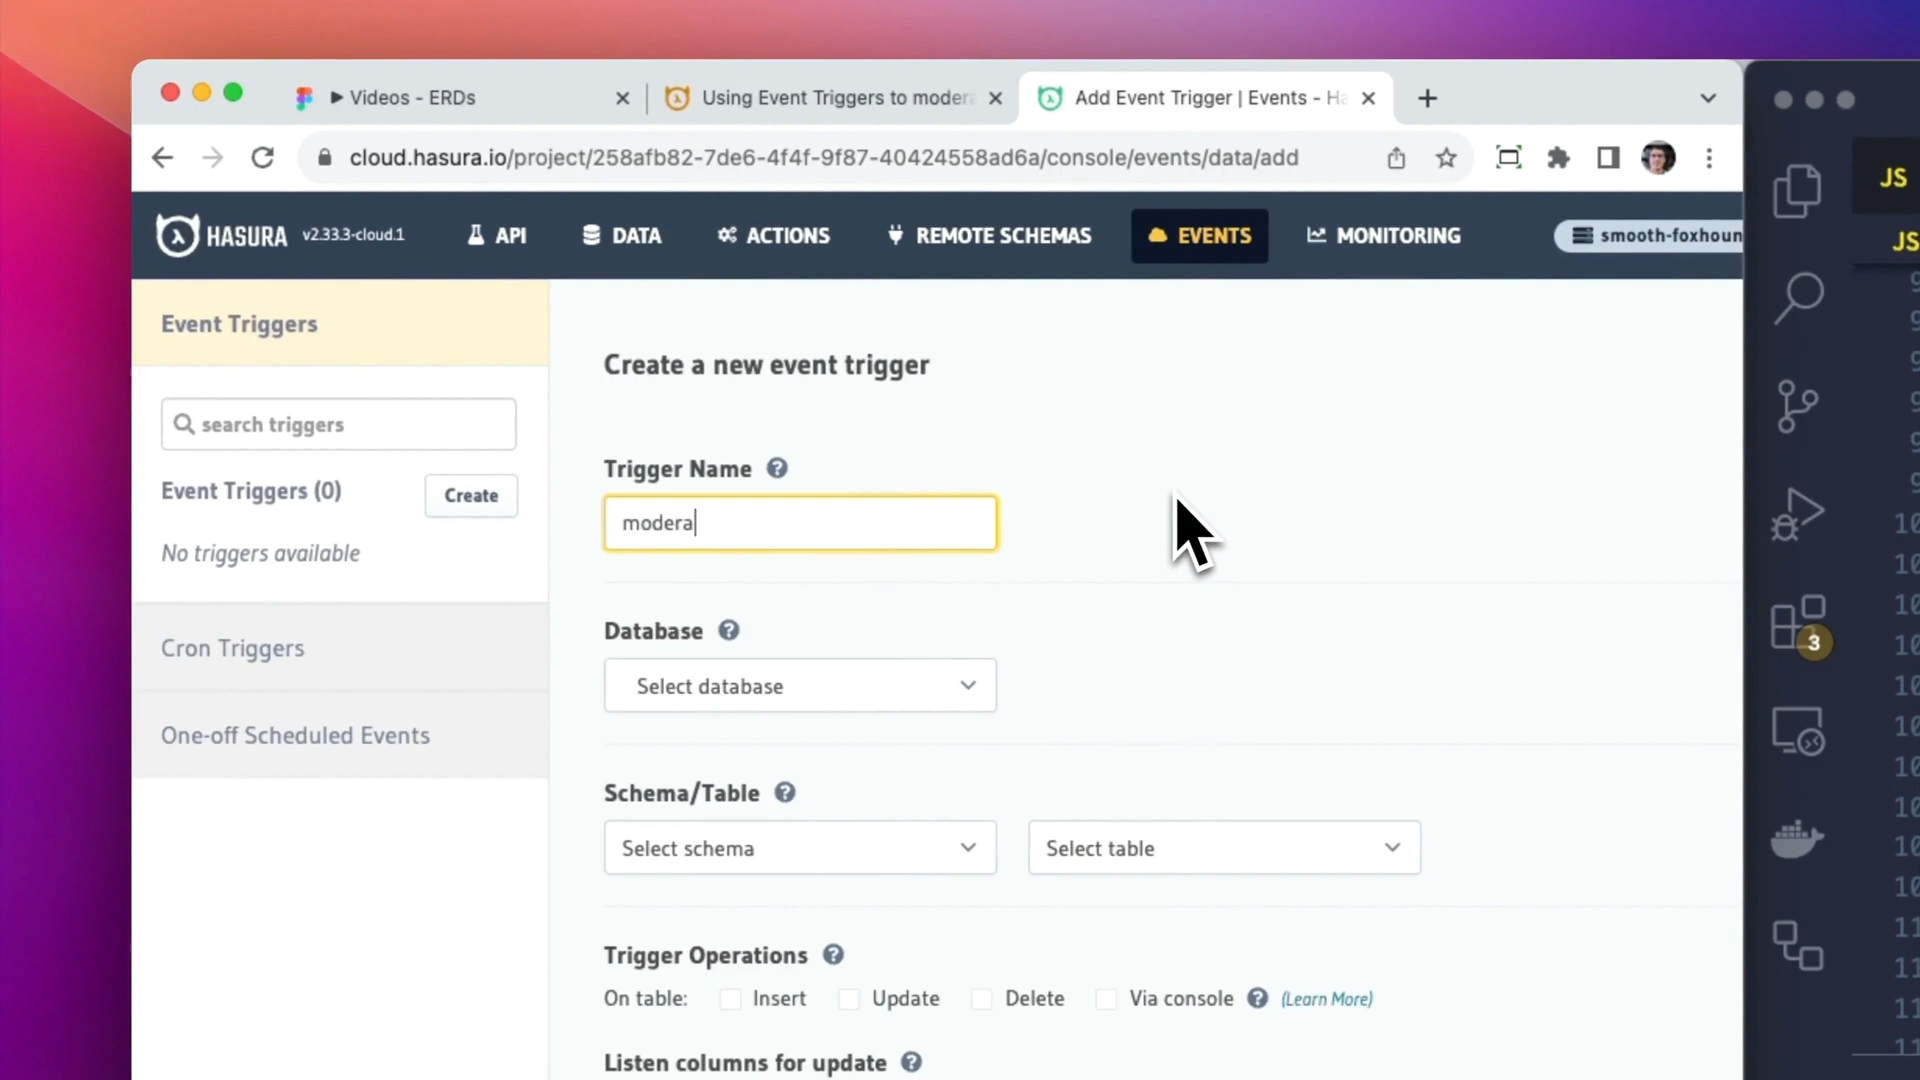 ▶ Videos - ERDs
Using Event Triggers to modera
Add Event Trigger | Events - Ha
cloud.hasura.io/project/258afb82-7de6-4f4f-9f87-40424558ad6a/console/events/data/add
HASURA v2.33.3-cloud.1 API DATA ACTIONS REMOTE SCHEMAS EVENTS MONITORING smooth-foxhoun
JS
JS
Event Triggers
search triggers
Event Triggers (0) Create
No triggers available
Cron Triggers
One-off Scheduled Events
Create a new event trigger
Trigger Name
modera
Database
Select database
Schema/Table
Select schema Select table
Trigger Operations
On table: Insert Update Delete Via console (Learn More)
Listen columns for update
3